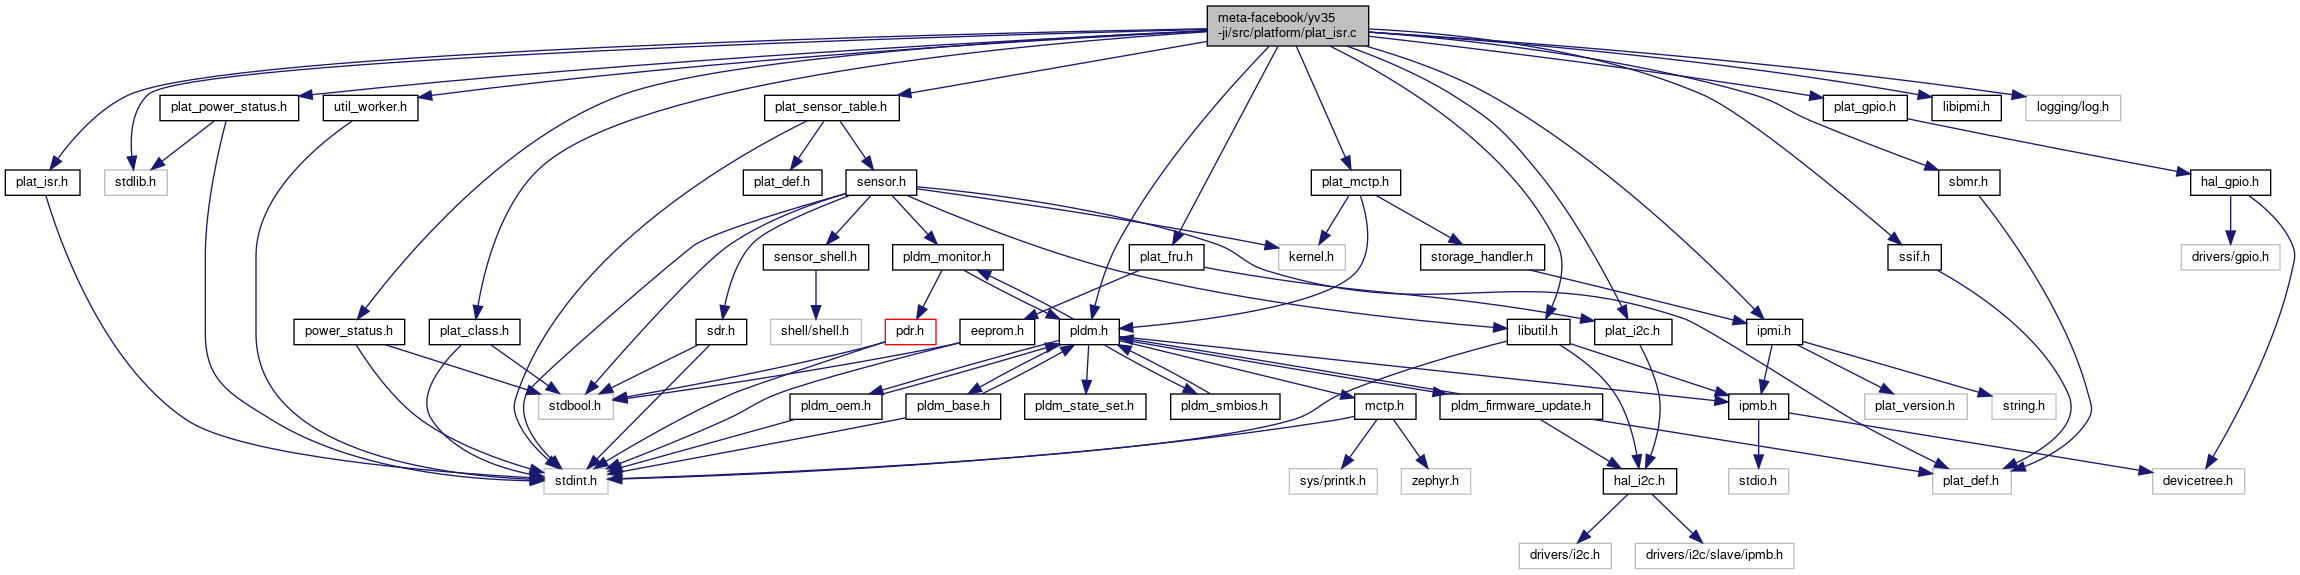 meta-facebook/yv35
-ji/src/platform/plat_isr.c
plat_power_status.h
util_worker.h
plat_sensor_table.h
plat_gpio.h
libipmi.h
logging/log.h
plat_isr.h
stdlib.h
plat_def.h
sensor.h
plat_mctp.h
sbmr.h
hal_gpio.h
sensor_shell.h
pldm_monitor.h
plat_fru.h
kernel.h
storage_handler.h
ssif.h
drivers/gpio.h
power_status.h
plat_class.h
sdr.h
shell/shell.h
pdr.h
eeprom.h
pldm.h
libutil.h
plat_i2c.h
ipmi.h
stdbool.h
pldm_oem.h
pldm_base.h
pldm_state_set.h
pldm_smbios.h
mctp.h
pldm_firmware_update.h
ipmb.h
plat_version.h
string.h
stdint.h
sys/printk.h
zephyr.h
hal_i2c.h
stdio.h
plat_def.h
devicetree.h
drivers/i2c.h
drivers/i2c/slave/ipmb.h